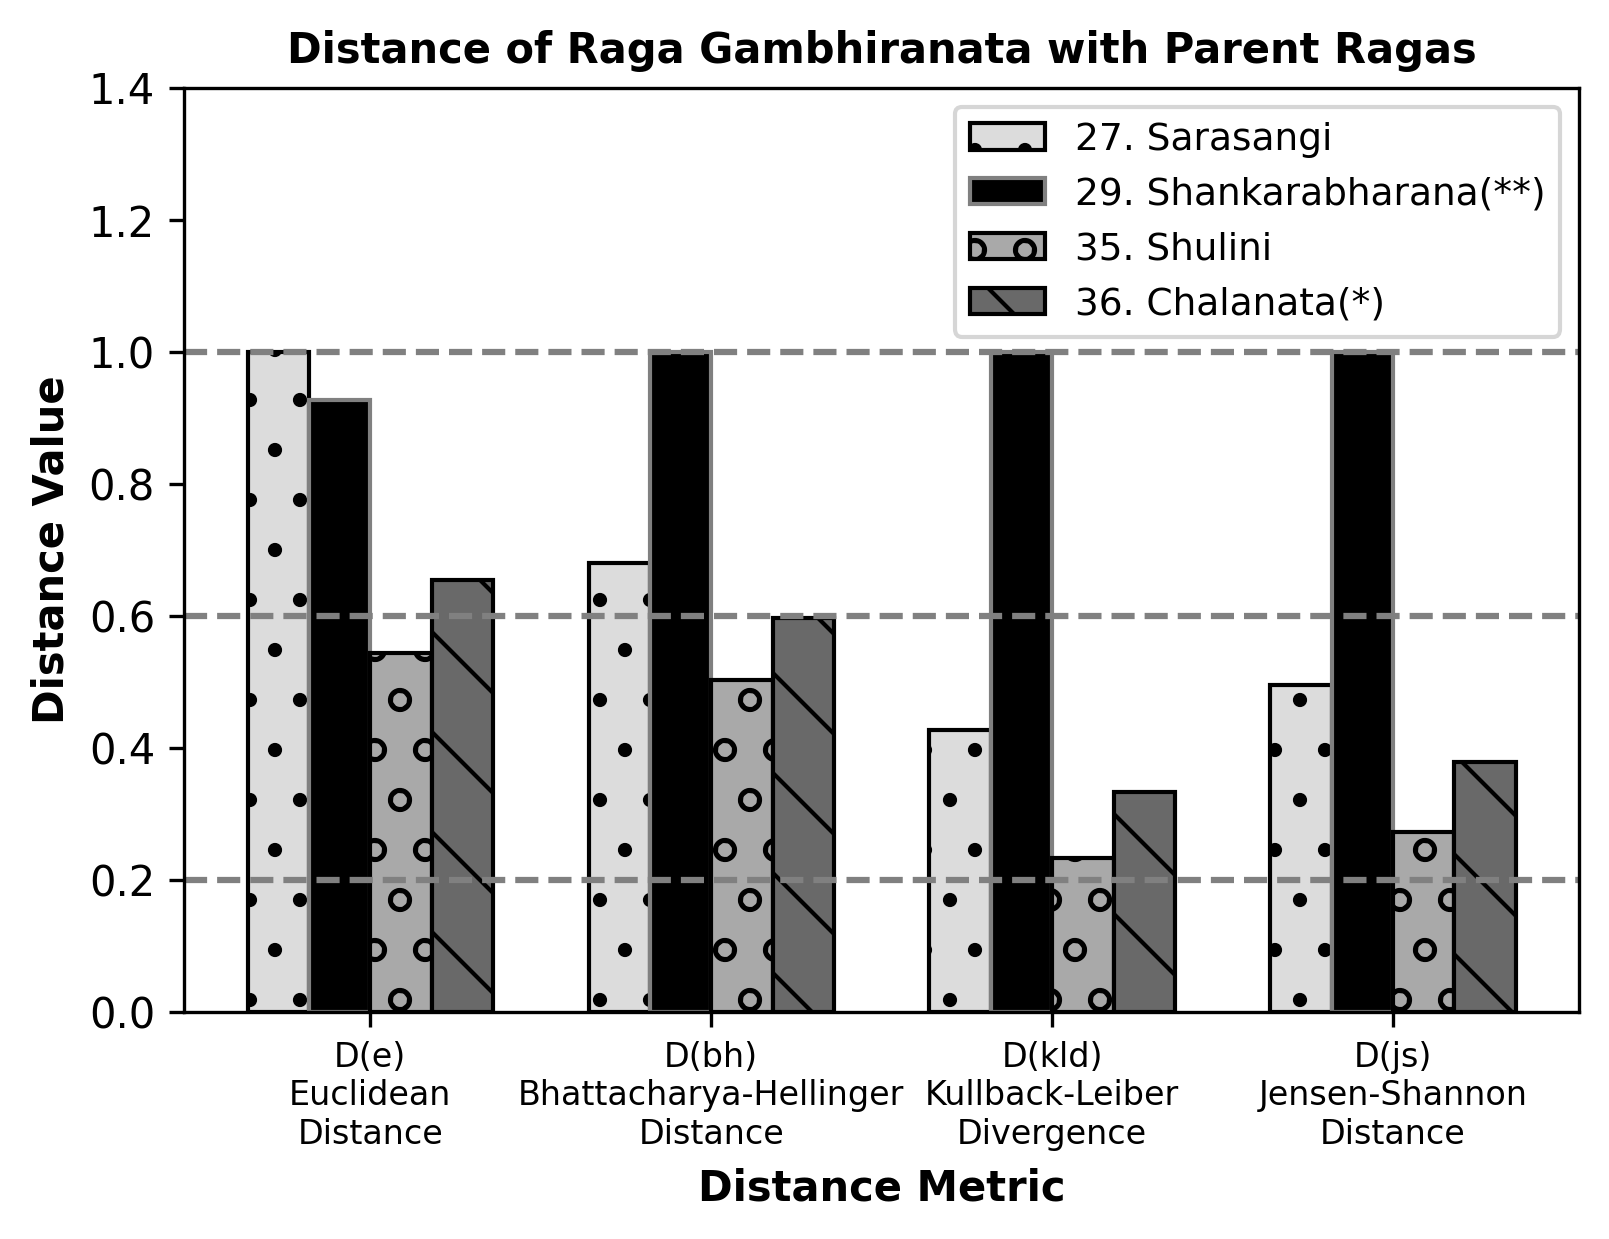 Distance of Raga Gambhiranata with Parent Ragas
Distance Value
1.4
1.2
1.0
0.8
0.6
0.4
0.2
0.0
27. Sarasangi
29. Shankarabharana(**)
35. Shulini
36. Chalanata(*)
D(e)
Euclidean
Distance
D(bh)
Bhattacharya-Hellinger
Distance
D(kld)
Kullback-Leiber
Divergence
D(js)
Jensen-Shannon
Distance
Distance Metric